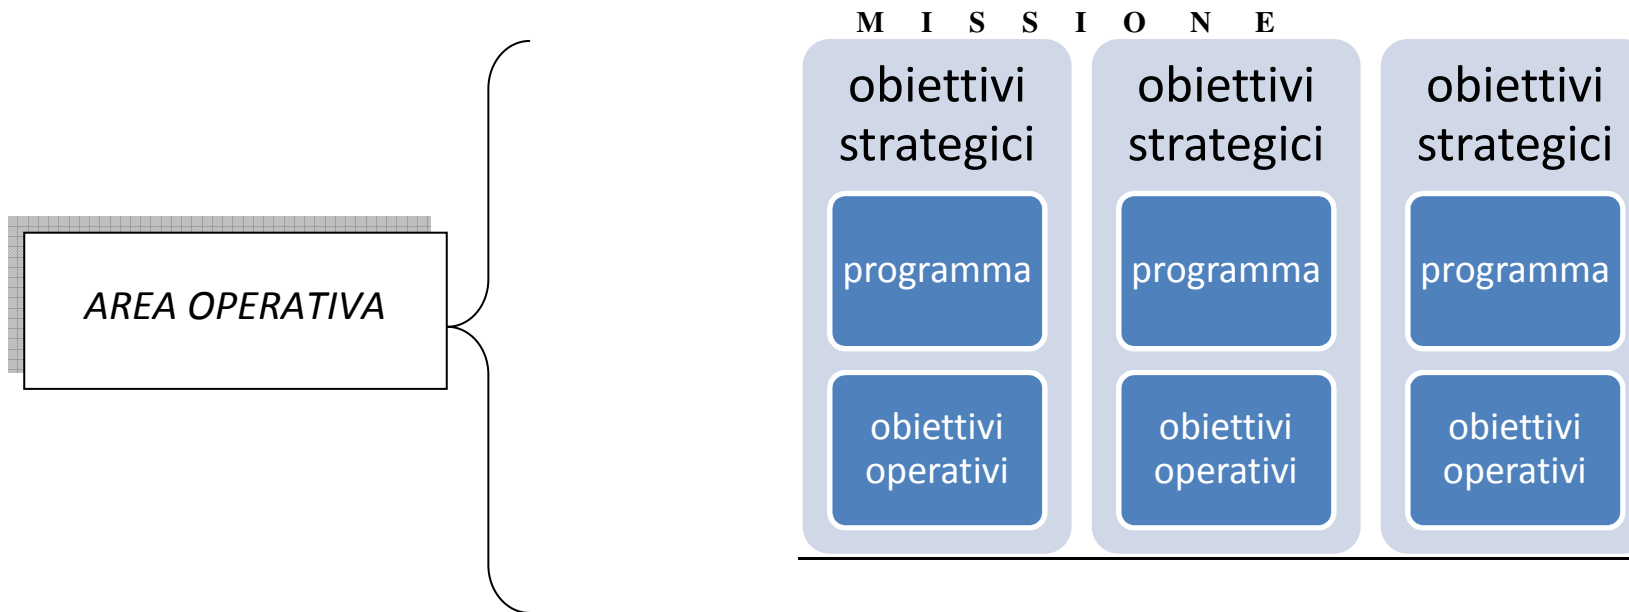 M I S S I O N E
AREA OPERATIVA
obiettivi
strategici
programma
obiettivi
operativi
obiettivi
strategici
programma
obiettivi
operativi
obiettivi
strategici
programma
obiettivi
operativi